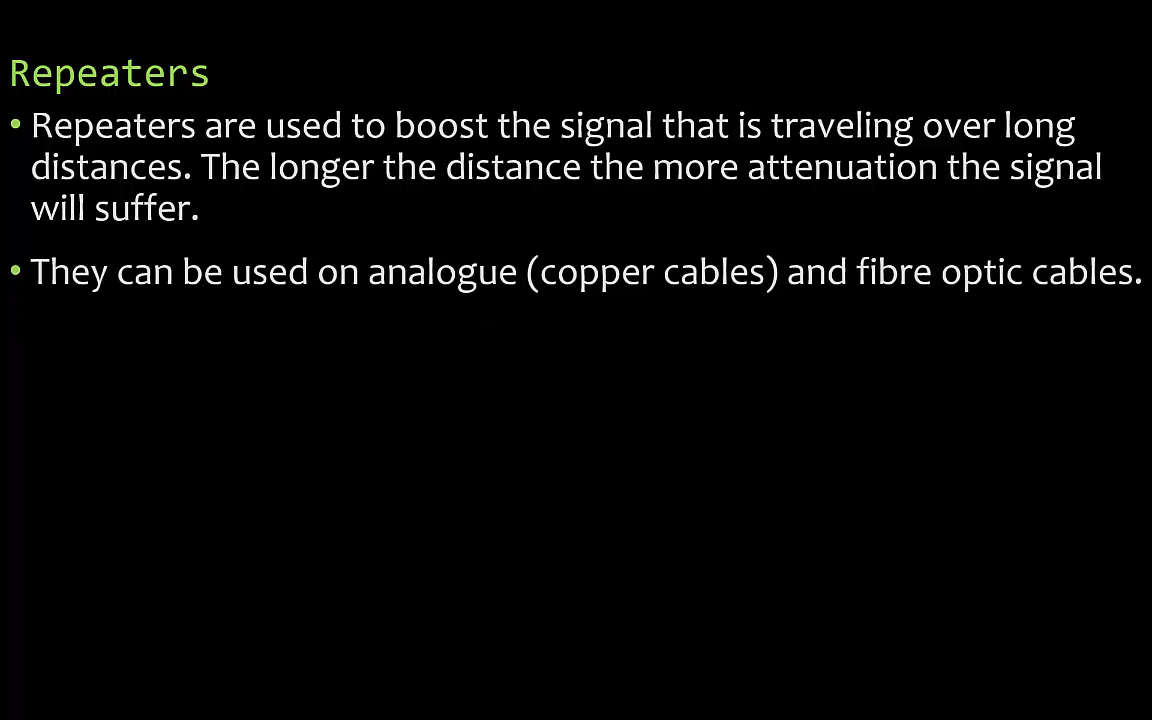 Repeaters
• Repeaters are used to boost the signal that is traveling over long
distances. The longer the distance the more attenuation the signal
will suffer.
• They can be used on analogue (copper cables) and fibre optic cables.